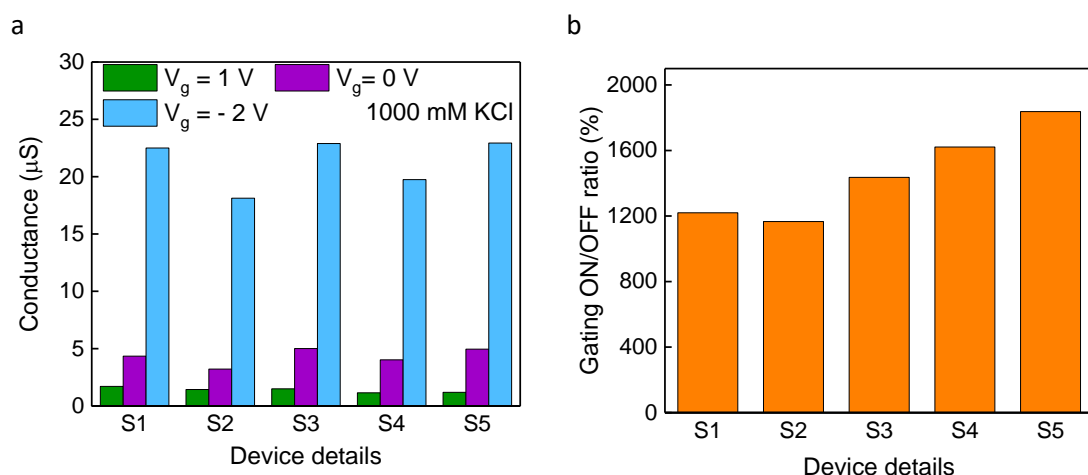 a
30
25
20
15
10
5
0
Conductance (μS)
V_g = 1 V
V_g= 0 V
V_g = - 2 V
1000 mM KCl
S1 S2 S3 S4 S5
Device details
b
2000
1600
1200
800
400
0
Gating ON/OFF ratio (%)
S1 S2 S3 S4 S5
Device details